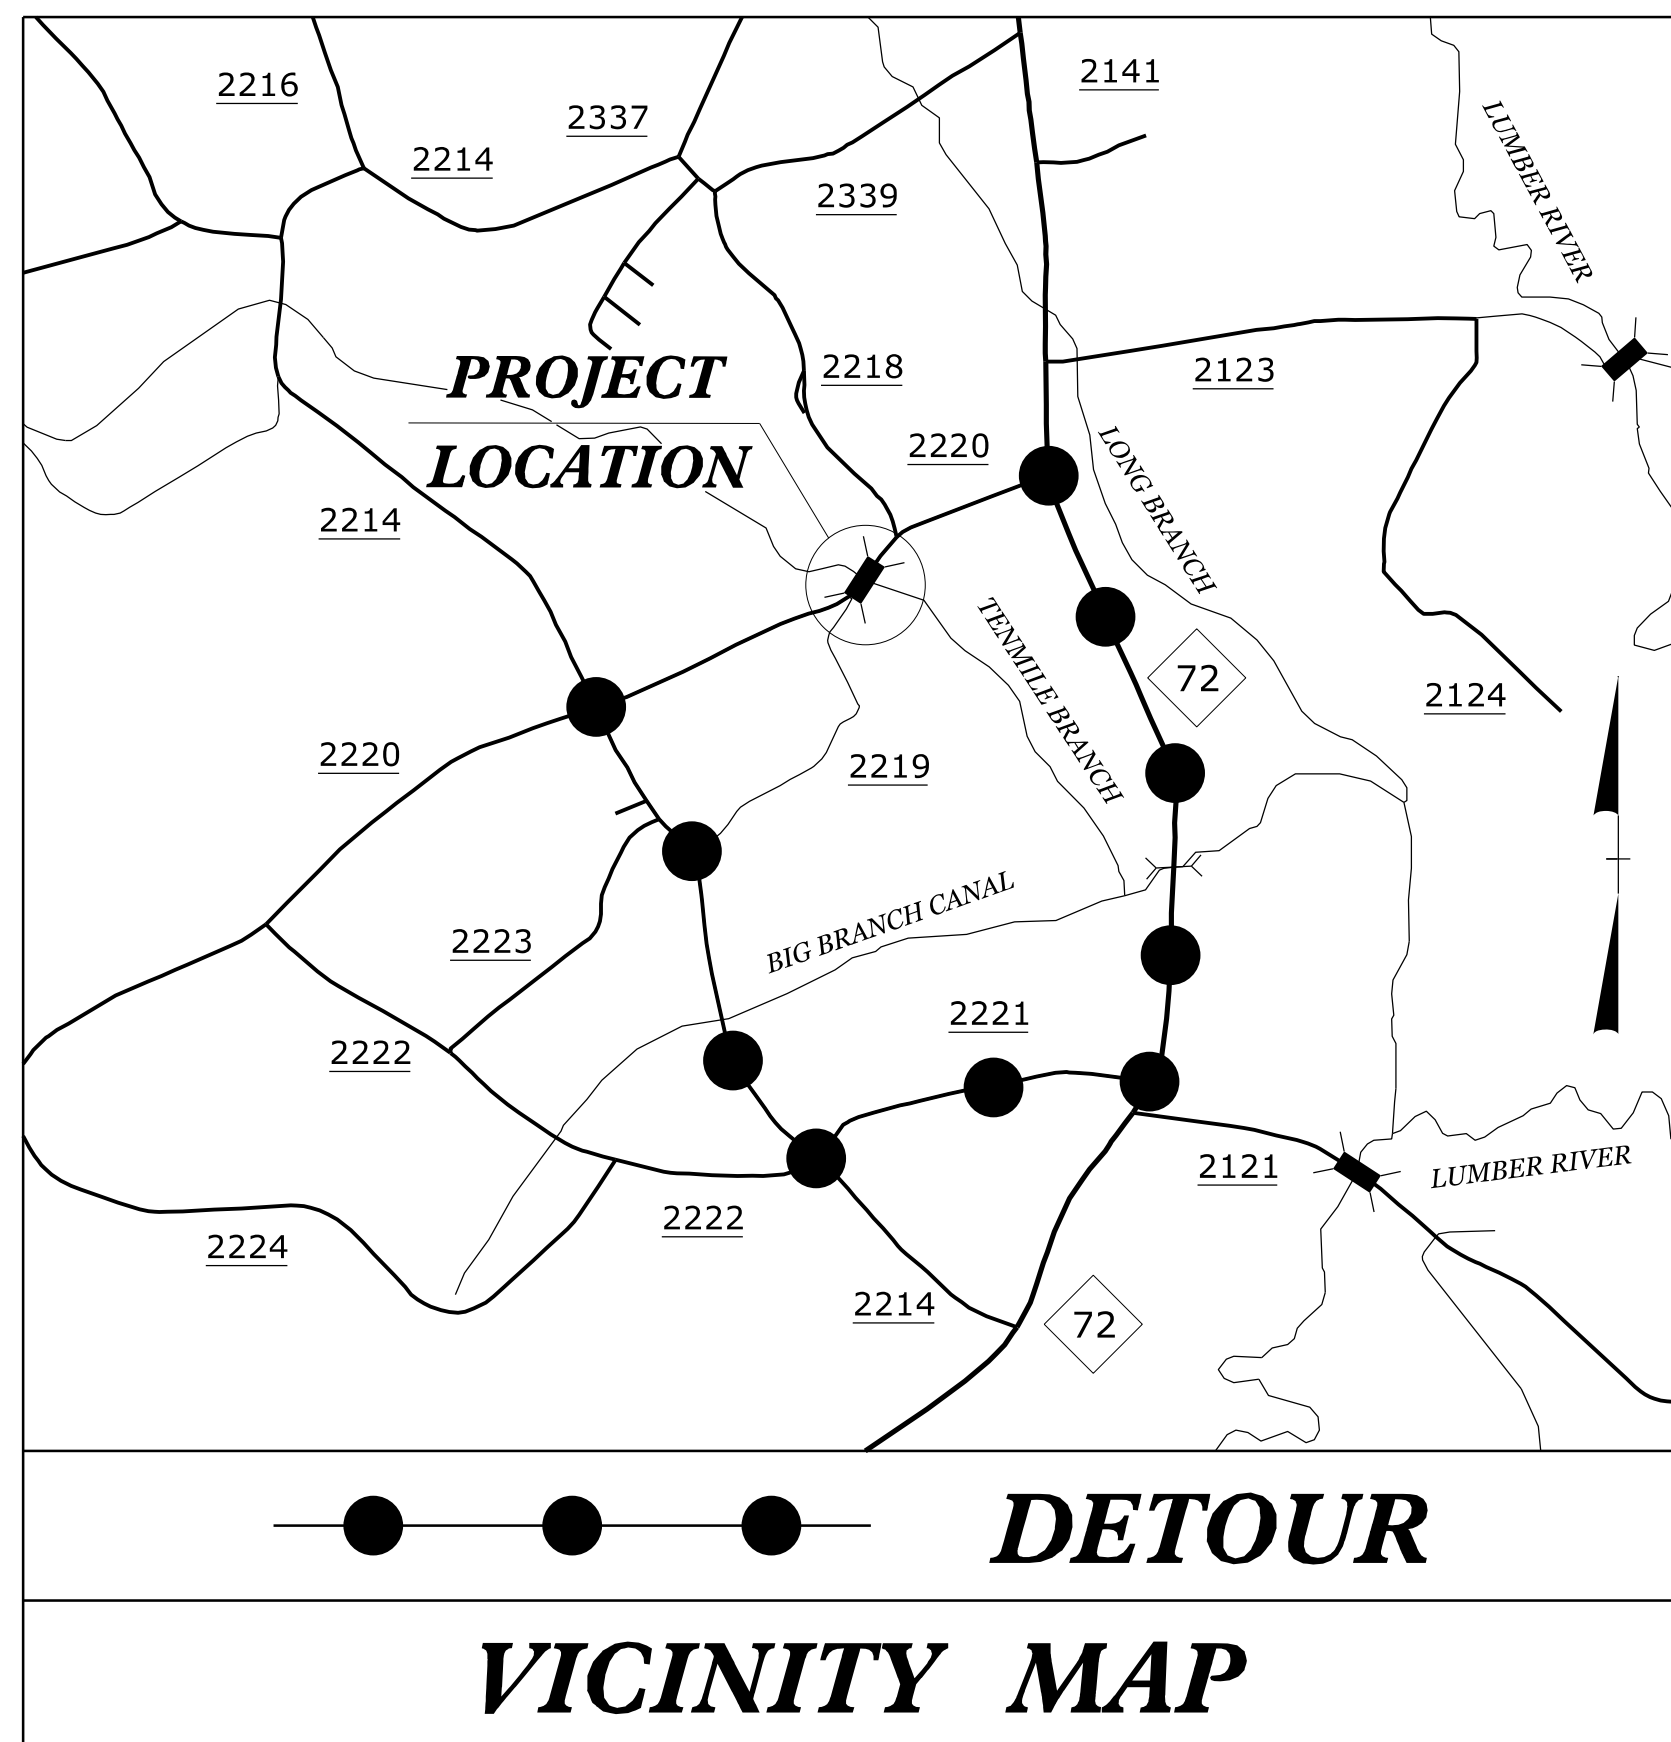 2141
2216
2337
LUMBER RIVER
2214
2339
PROJECT
2218
2123
LOCATION
2220
LONG BRANCH
2214
TENMILE BRANCH
72
2124
2220
2219
BIG BRANCH CANAL
2223
2221
2222
2121
LUMBER RIVER
2222
2224
2214
72
DETOUR
VICINITY MAP